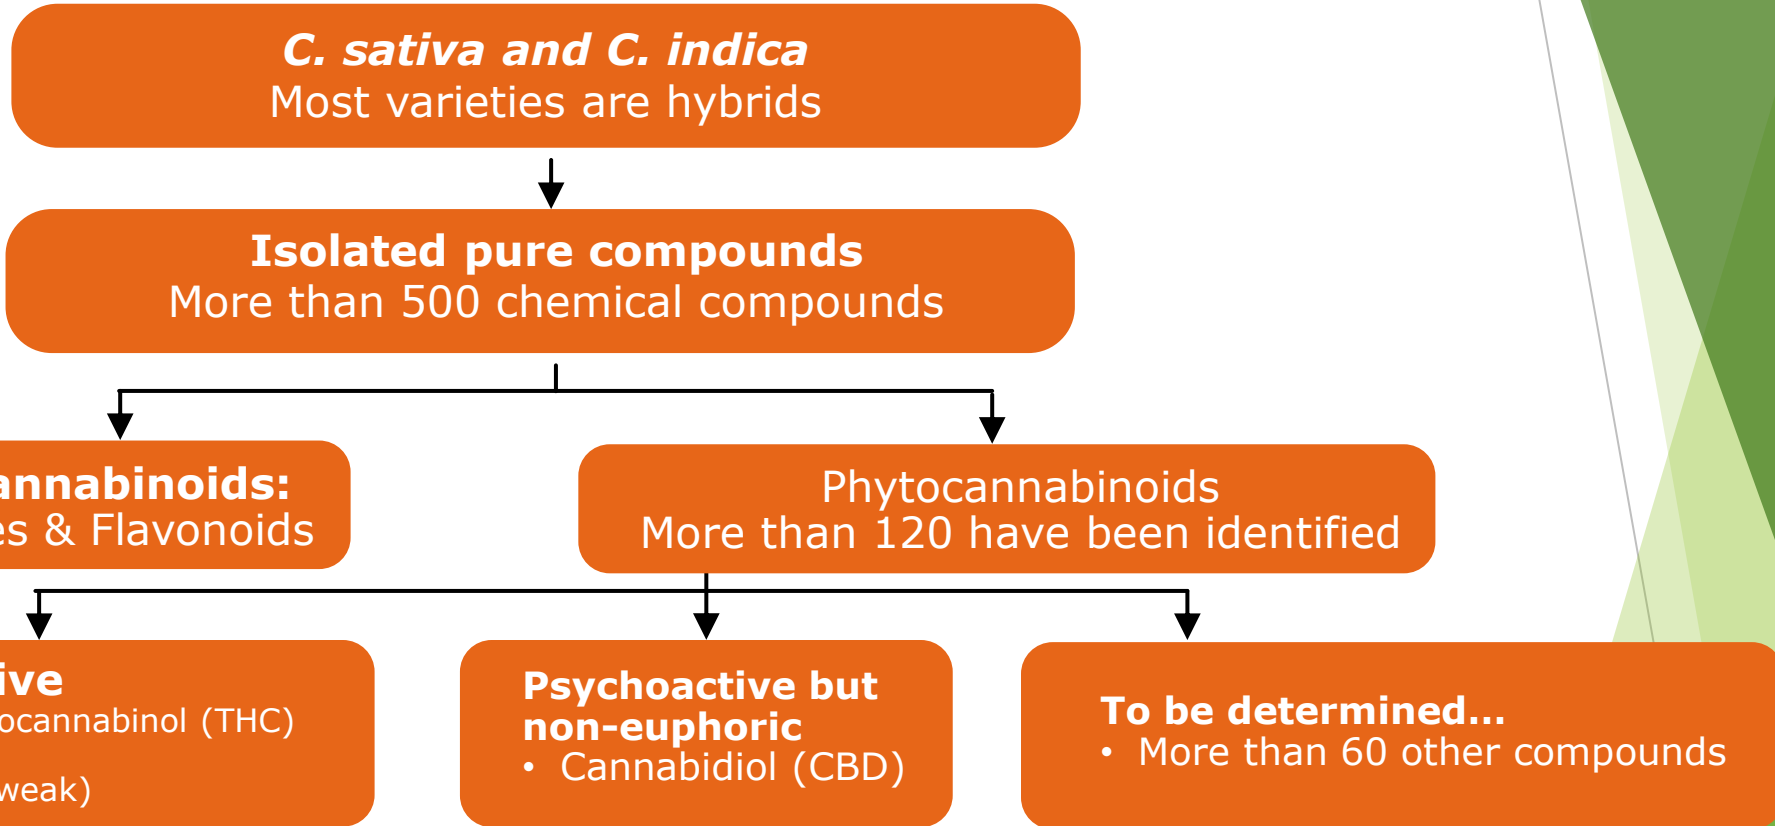 C. sativa and C. indica
Most varieties are hybrids
Isolated pure compounds
More than 500 chemical compounds
annabinoids:
es & Flavonoids
Phytocannabinoids
More than 120 have been identified
ive
ocannabinol (THC)
weak)
Psychoactive but
non-euphoric
• Cannabidiol (CBD)
To be determined...
• More than 60 other compounds